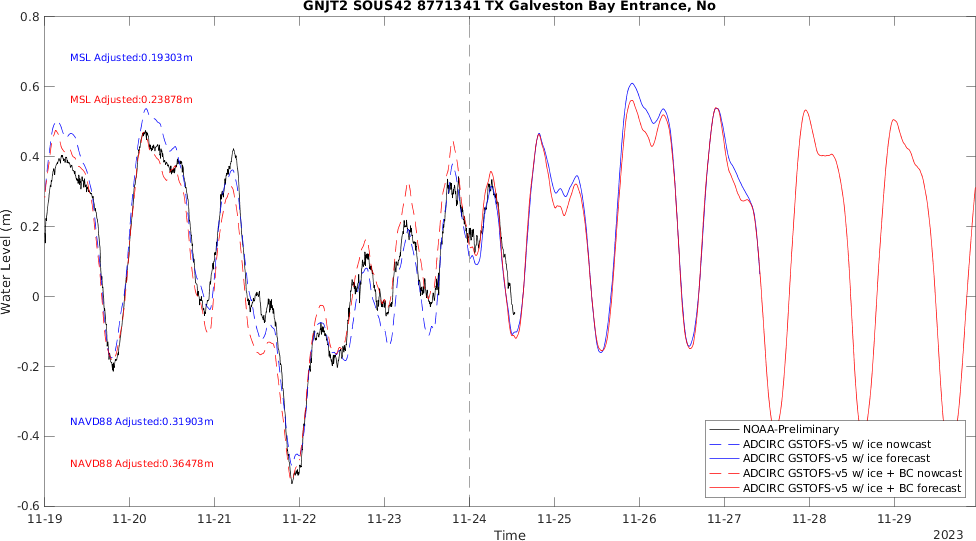 GNJT2 SOUS42 8771341 TX Galveston Bay Entrance, No
0.8
0.6
0.4
0.2
0
-0.2
-0.4
-0.6
Water Level (m)
MSL Adjusted:0.19303m
MSL Adjusted:0.23878m
NAVD88 Adjusted:0.31903m
NAVD88 Adjusted:0.36478m
NOAA-Preliminary
ADCIRC GSTOFS-v5 w/ ice nowcast
ADCIRC GSTOFS-v5 w/ ice forecast
ADCIRC GSTOFS-v5 w/ ice + BC nowcast
ADCIRC GSTOFS-v5 w/ ice + BC forecast
11-19 11-20 11-21 11-22 11-23 11-24 11-25 11-26 11-27 11-28 11-29
Time
2023